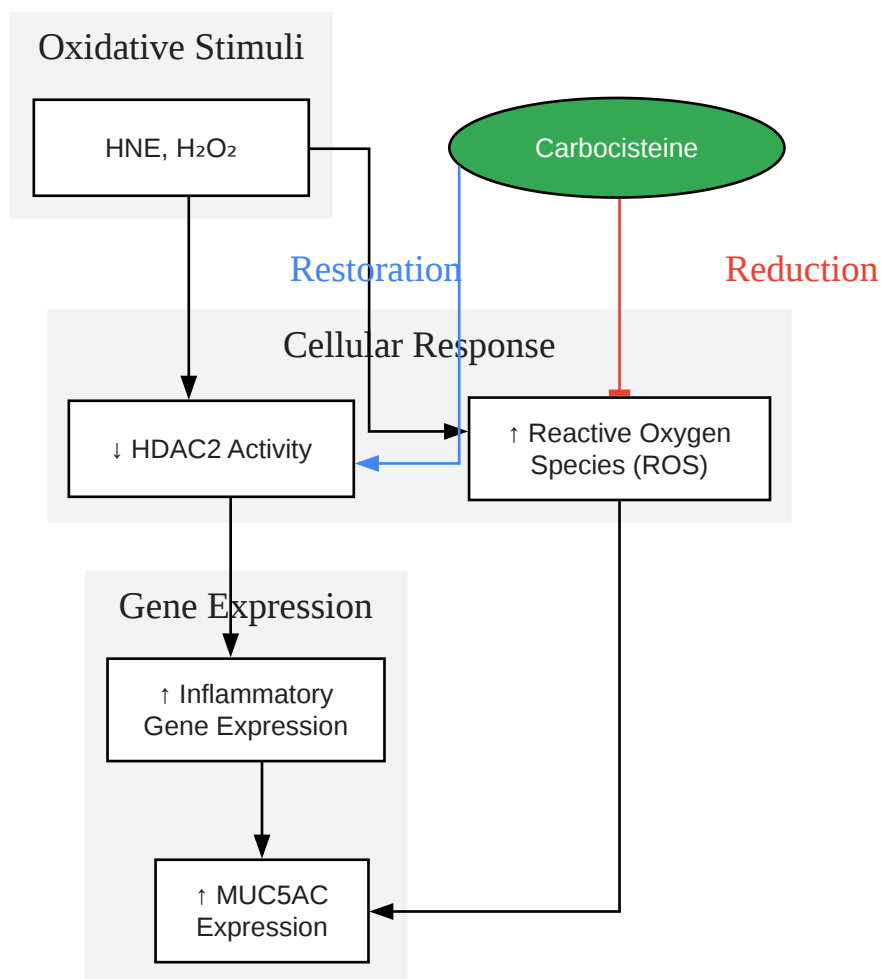 Oxidative Stimuli
HNE, H₂O₂
Carbocisteine
Restoration
Reduction
Cellular Response
↓ HDAC2 Activity
↑ Reactive Oxygen
Species (ROS)
Gene Expression
↑ Inflammatory
Gene Expression
↑ MUC5AC
Expression